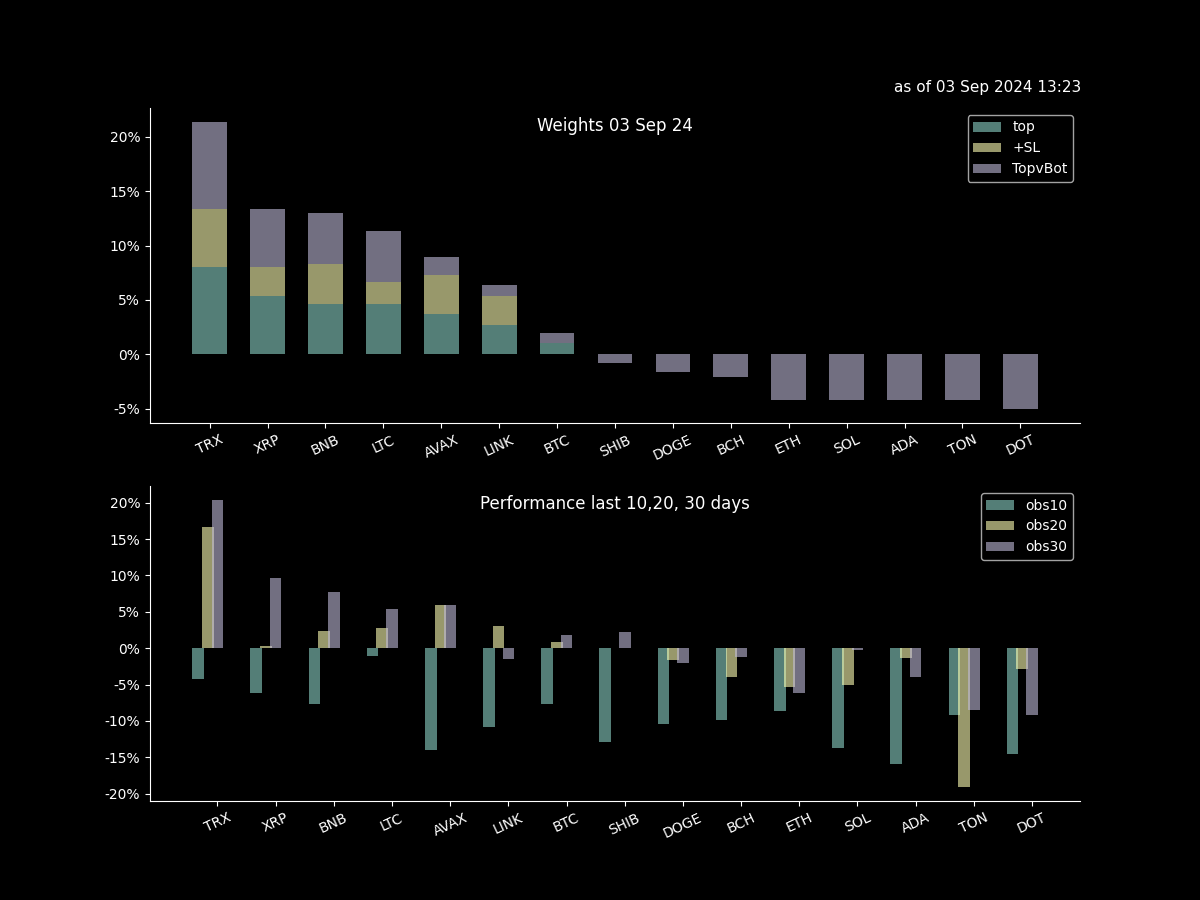 as of 03 Sep 2024 13:23
Weights 03 Sep 24
top
+SL
TopvBot
20%
15%
10%
5%
0%
-5%
TRX XRP BNB LTC AVAX LINK BTC SHIB DOGE BCH ETH SOL ADA TON DOT
Performance last 10,20, 30 days
obs10
obs20
obs30
20%
15%
10%
5%
0%
-5%
-10%
-15%
-20%
TRX XRP BNB LTC AVAX LINK BTC SHIB DOGE BCH ETH SOL ADA TON DOT